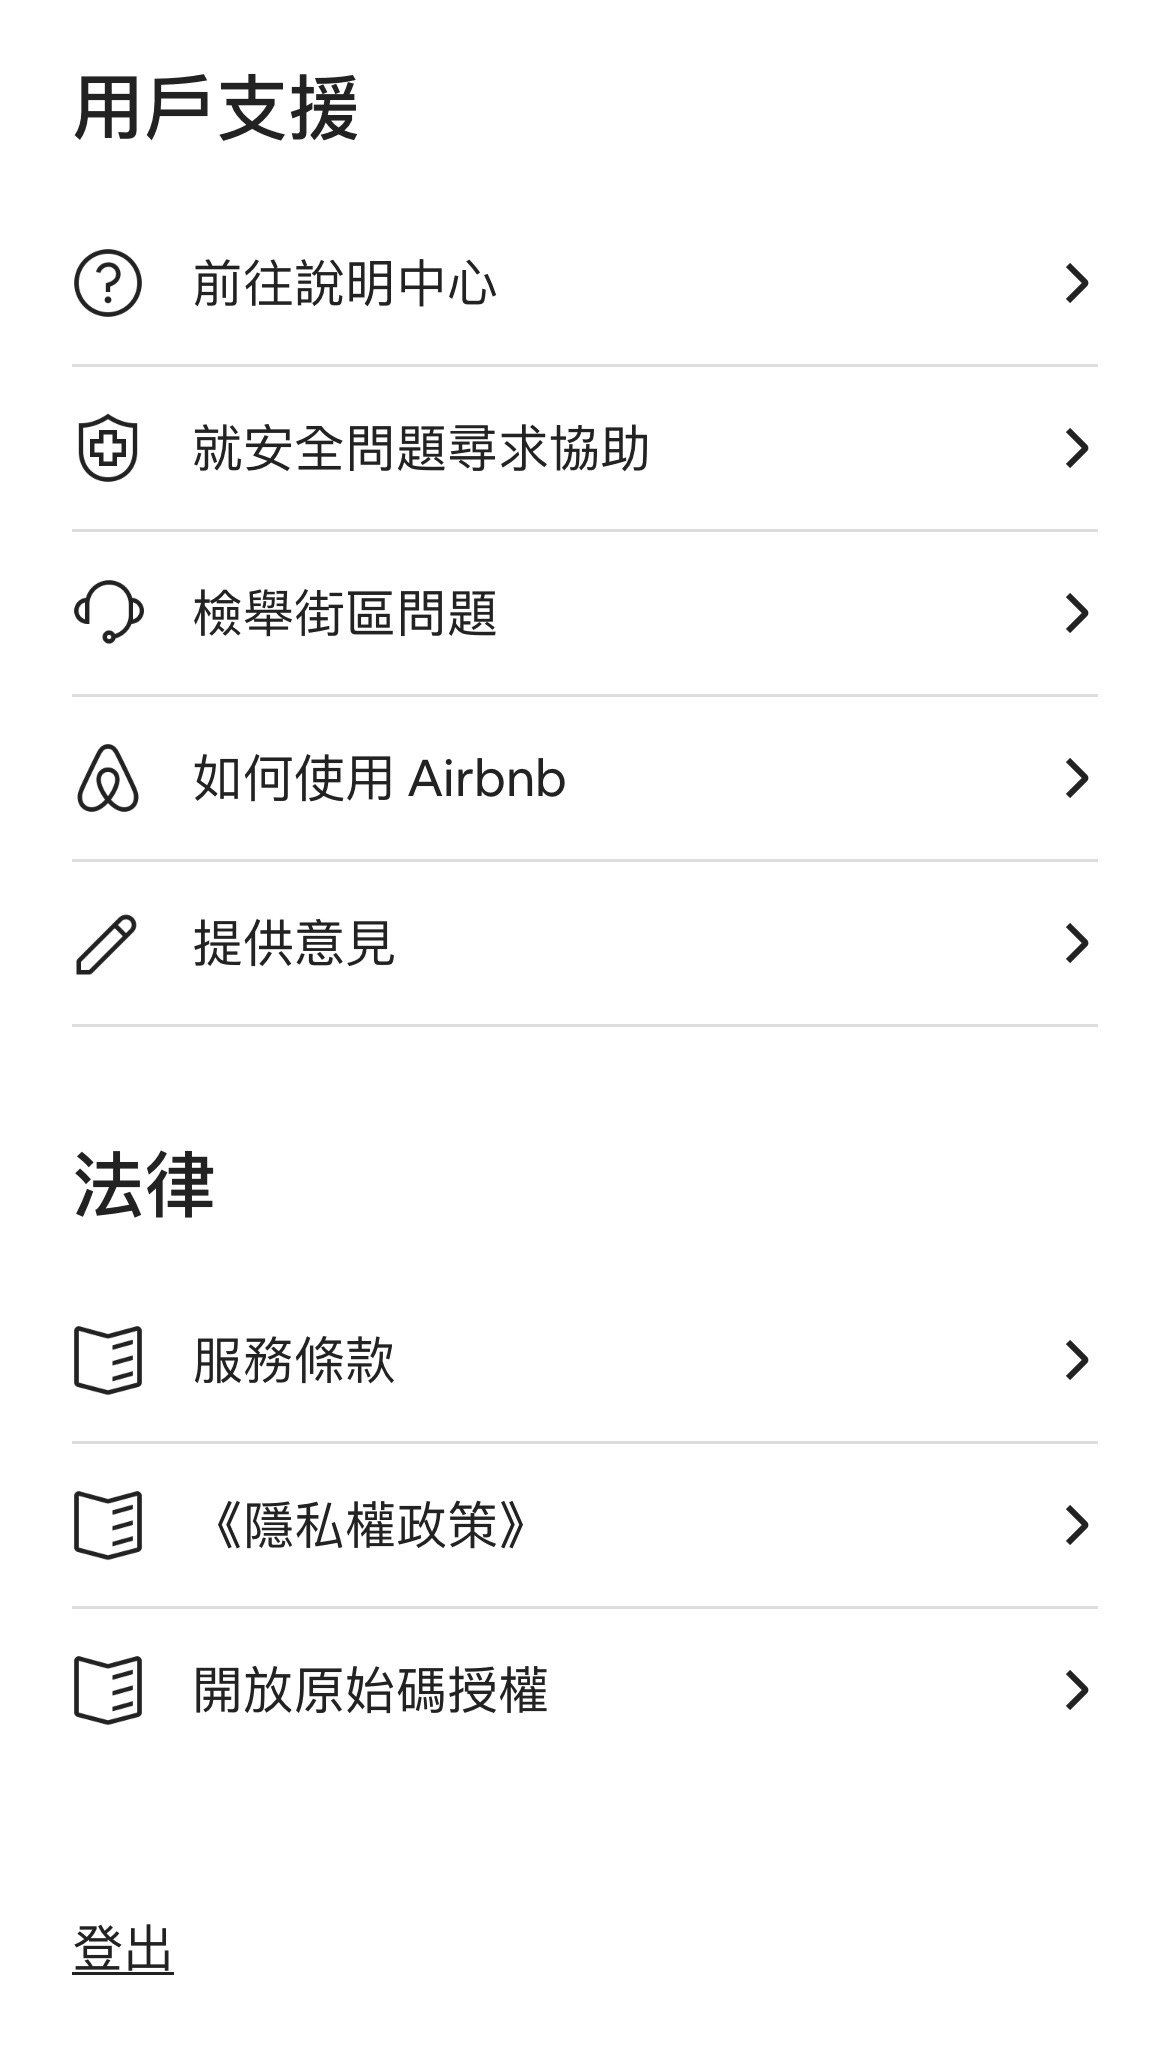 用戶支援
前往說明中心
就安全問題尋求協助
檢舉街區問題
如何使用 Airbnb
提供意見
法律
服務條款
《隱私權政策》
開放原始碼授權
登出